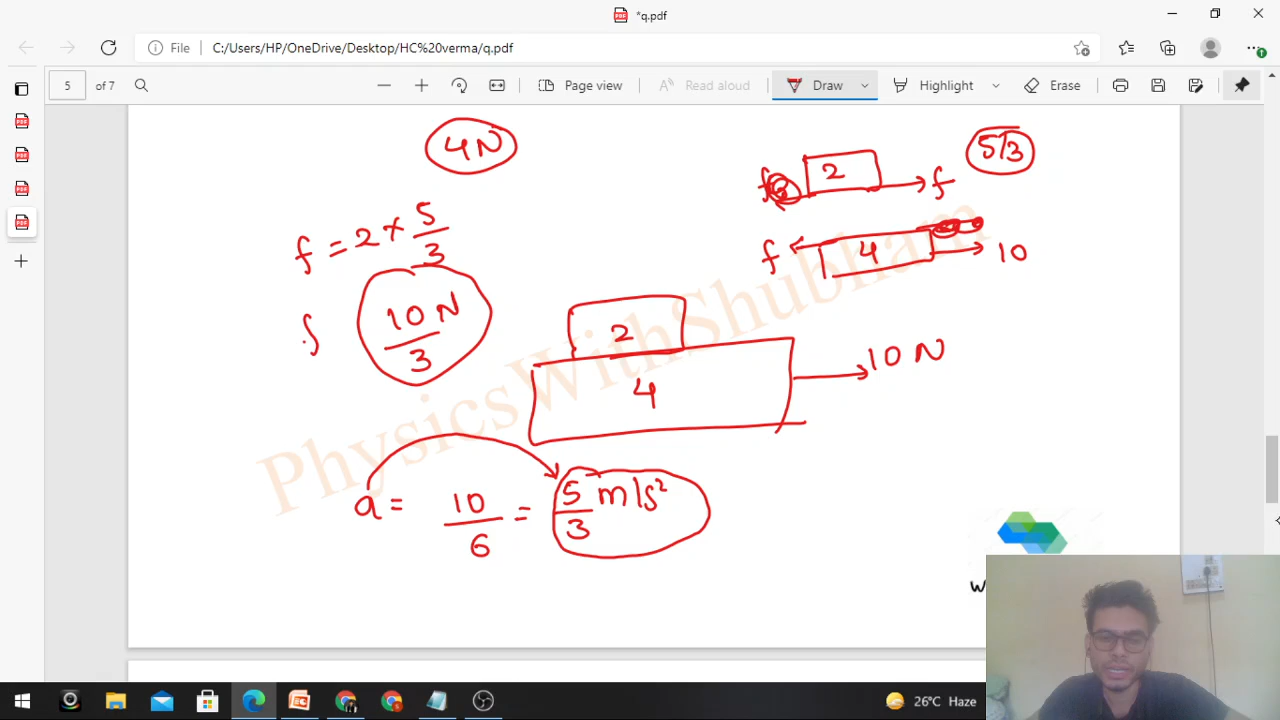 *q.pdf
File C:/Users/HP/OneDrive/Desktop/HC%20verma/q.pdf
5 of 7 Page view Read aloud Draw Highlight Erase
4N
5/3
2 f
f = 2 × 5/3
f 4 10
f 10 N/3
2
4 10 N
a = 10/6 = 5/3 m/s²
PhysicsWithShubham
W
26°C Haze